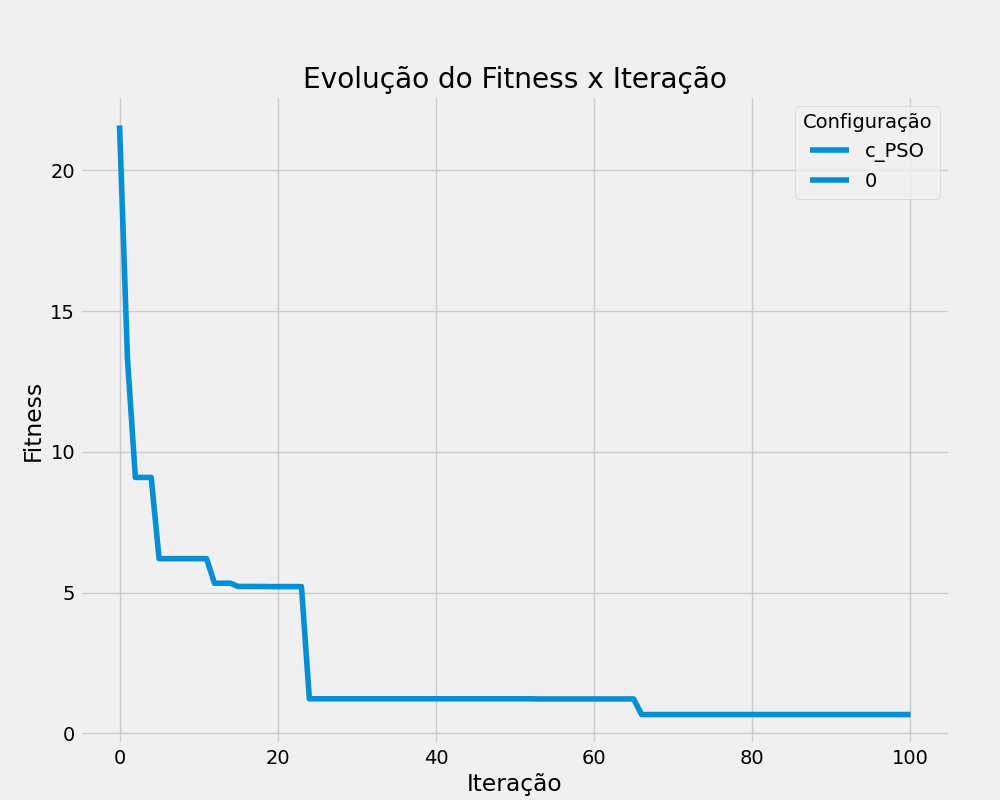 Evolução do Fitness x Iteração
Configuração
c_PSO
0
20
15
10
5
0
Fitness
0 20 40 60 80 100
Iteração